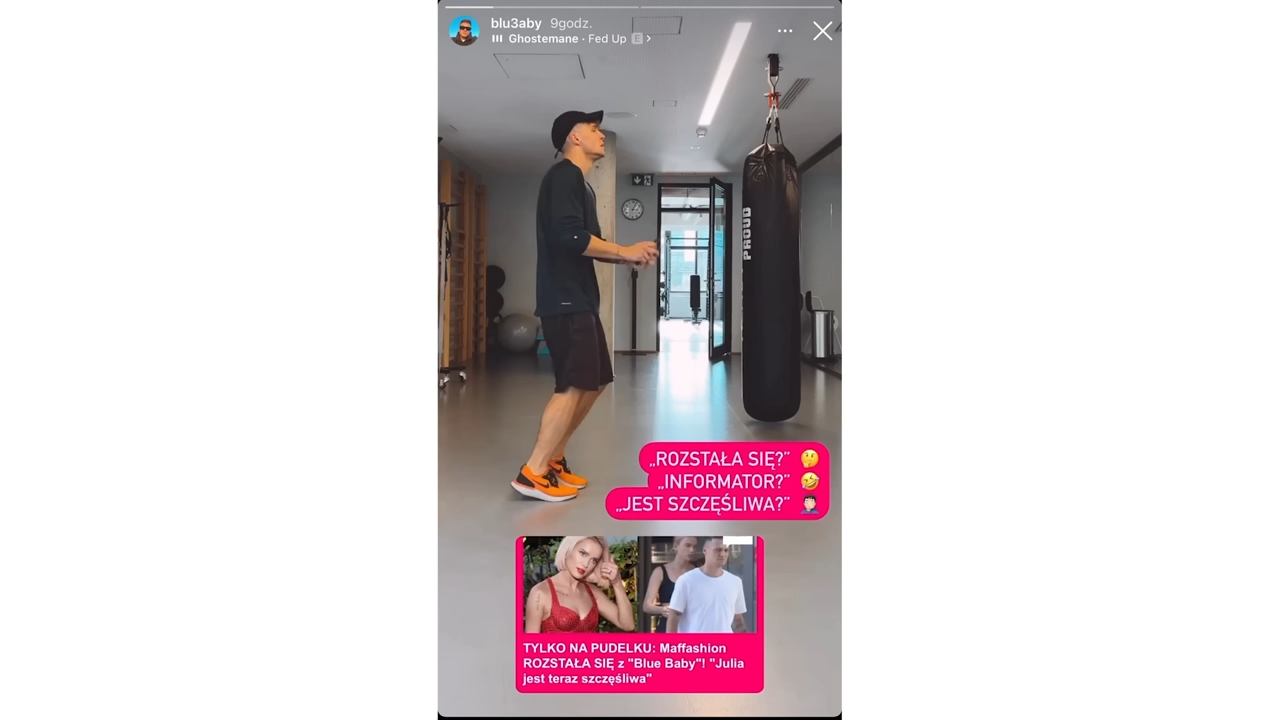 blu3aby 9godz.
Ghostemane · Fed Up E >
PROUD
„ROZSTAŁA SIĘ?” 🤔
„INFORMATOR?” 🤣
„JEST SZCZĘŚLIWA?” 🤦🏻‍♂️
TYLKO NA PUDELKU: Maffashion
ROZSTAŁA SIĘ z "Blue Baby"! "Julia
jest teraz szczęśliwa"